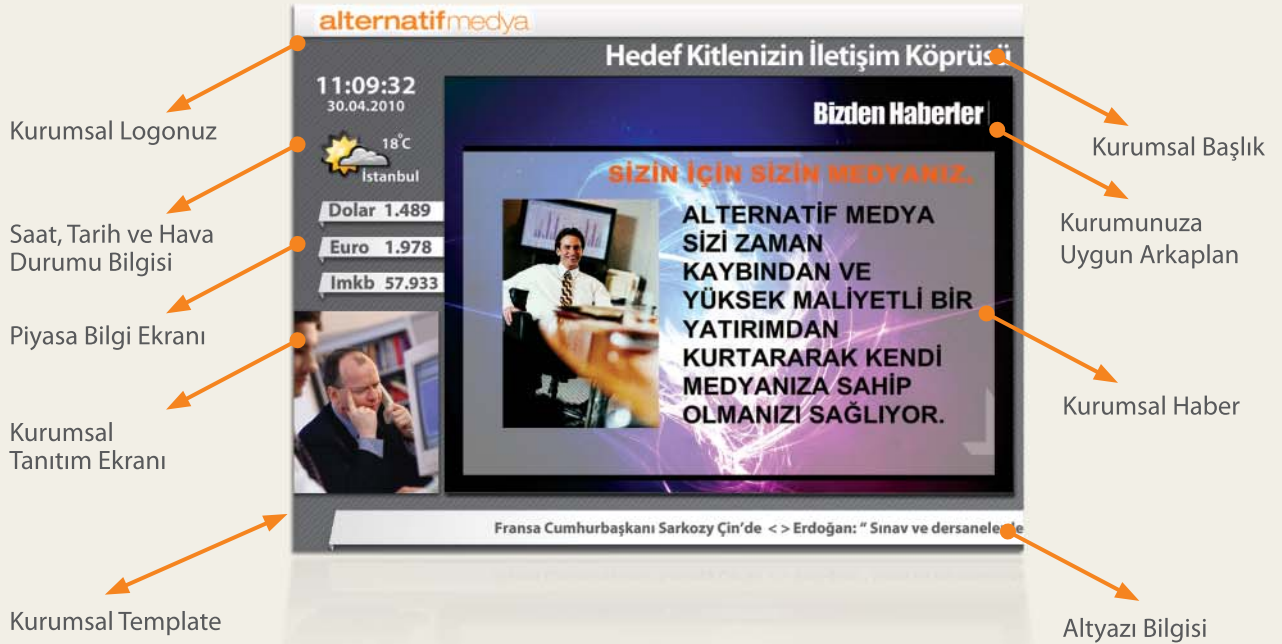 alternatifmedya
Hedef Kitlenizin İletişim Köprüsü
11:09:32
30.04.2010
18°C
İstanbul
Dolar 1.489
Euro 1.978
Imkb 57.933
Bizden Haberler
SİZİN İÇİN SİZİN MEDYANIZ.
ALTERNATİF MEDYA
SİZİ ZAMAN
KAYBINDAN VE
YÜKSEK MALİYETLİ BİR
YATIRIMDAN
KURTARARAK KENDİ
MEDYANIZA SAHİP
OLMANIZI SAĞLIYOR.
Fransa Cumhurbaşkanı Sarkozy Çin'de < > Erdoğan: “ Sınav ve
Kurumsal Logonuz
Saat, Tarih ve Hava
Durumu Bilgisi
Piyasa Bilgi Ekranı
Kurumsal
Tanıtım Ekranı
Kurumsal Template
Kurumsal Başlık
Kurumunuza
Uygun Arkaplan
Kurumsal Haber
Altyazı Bilgisi